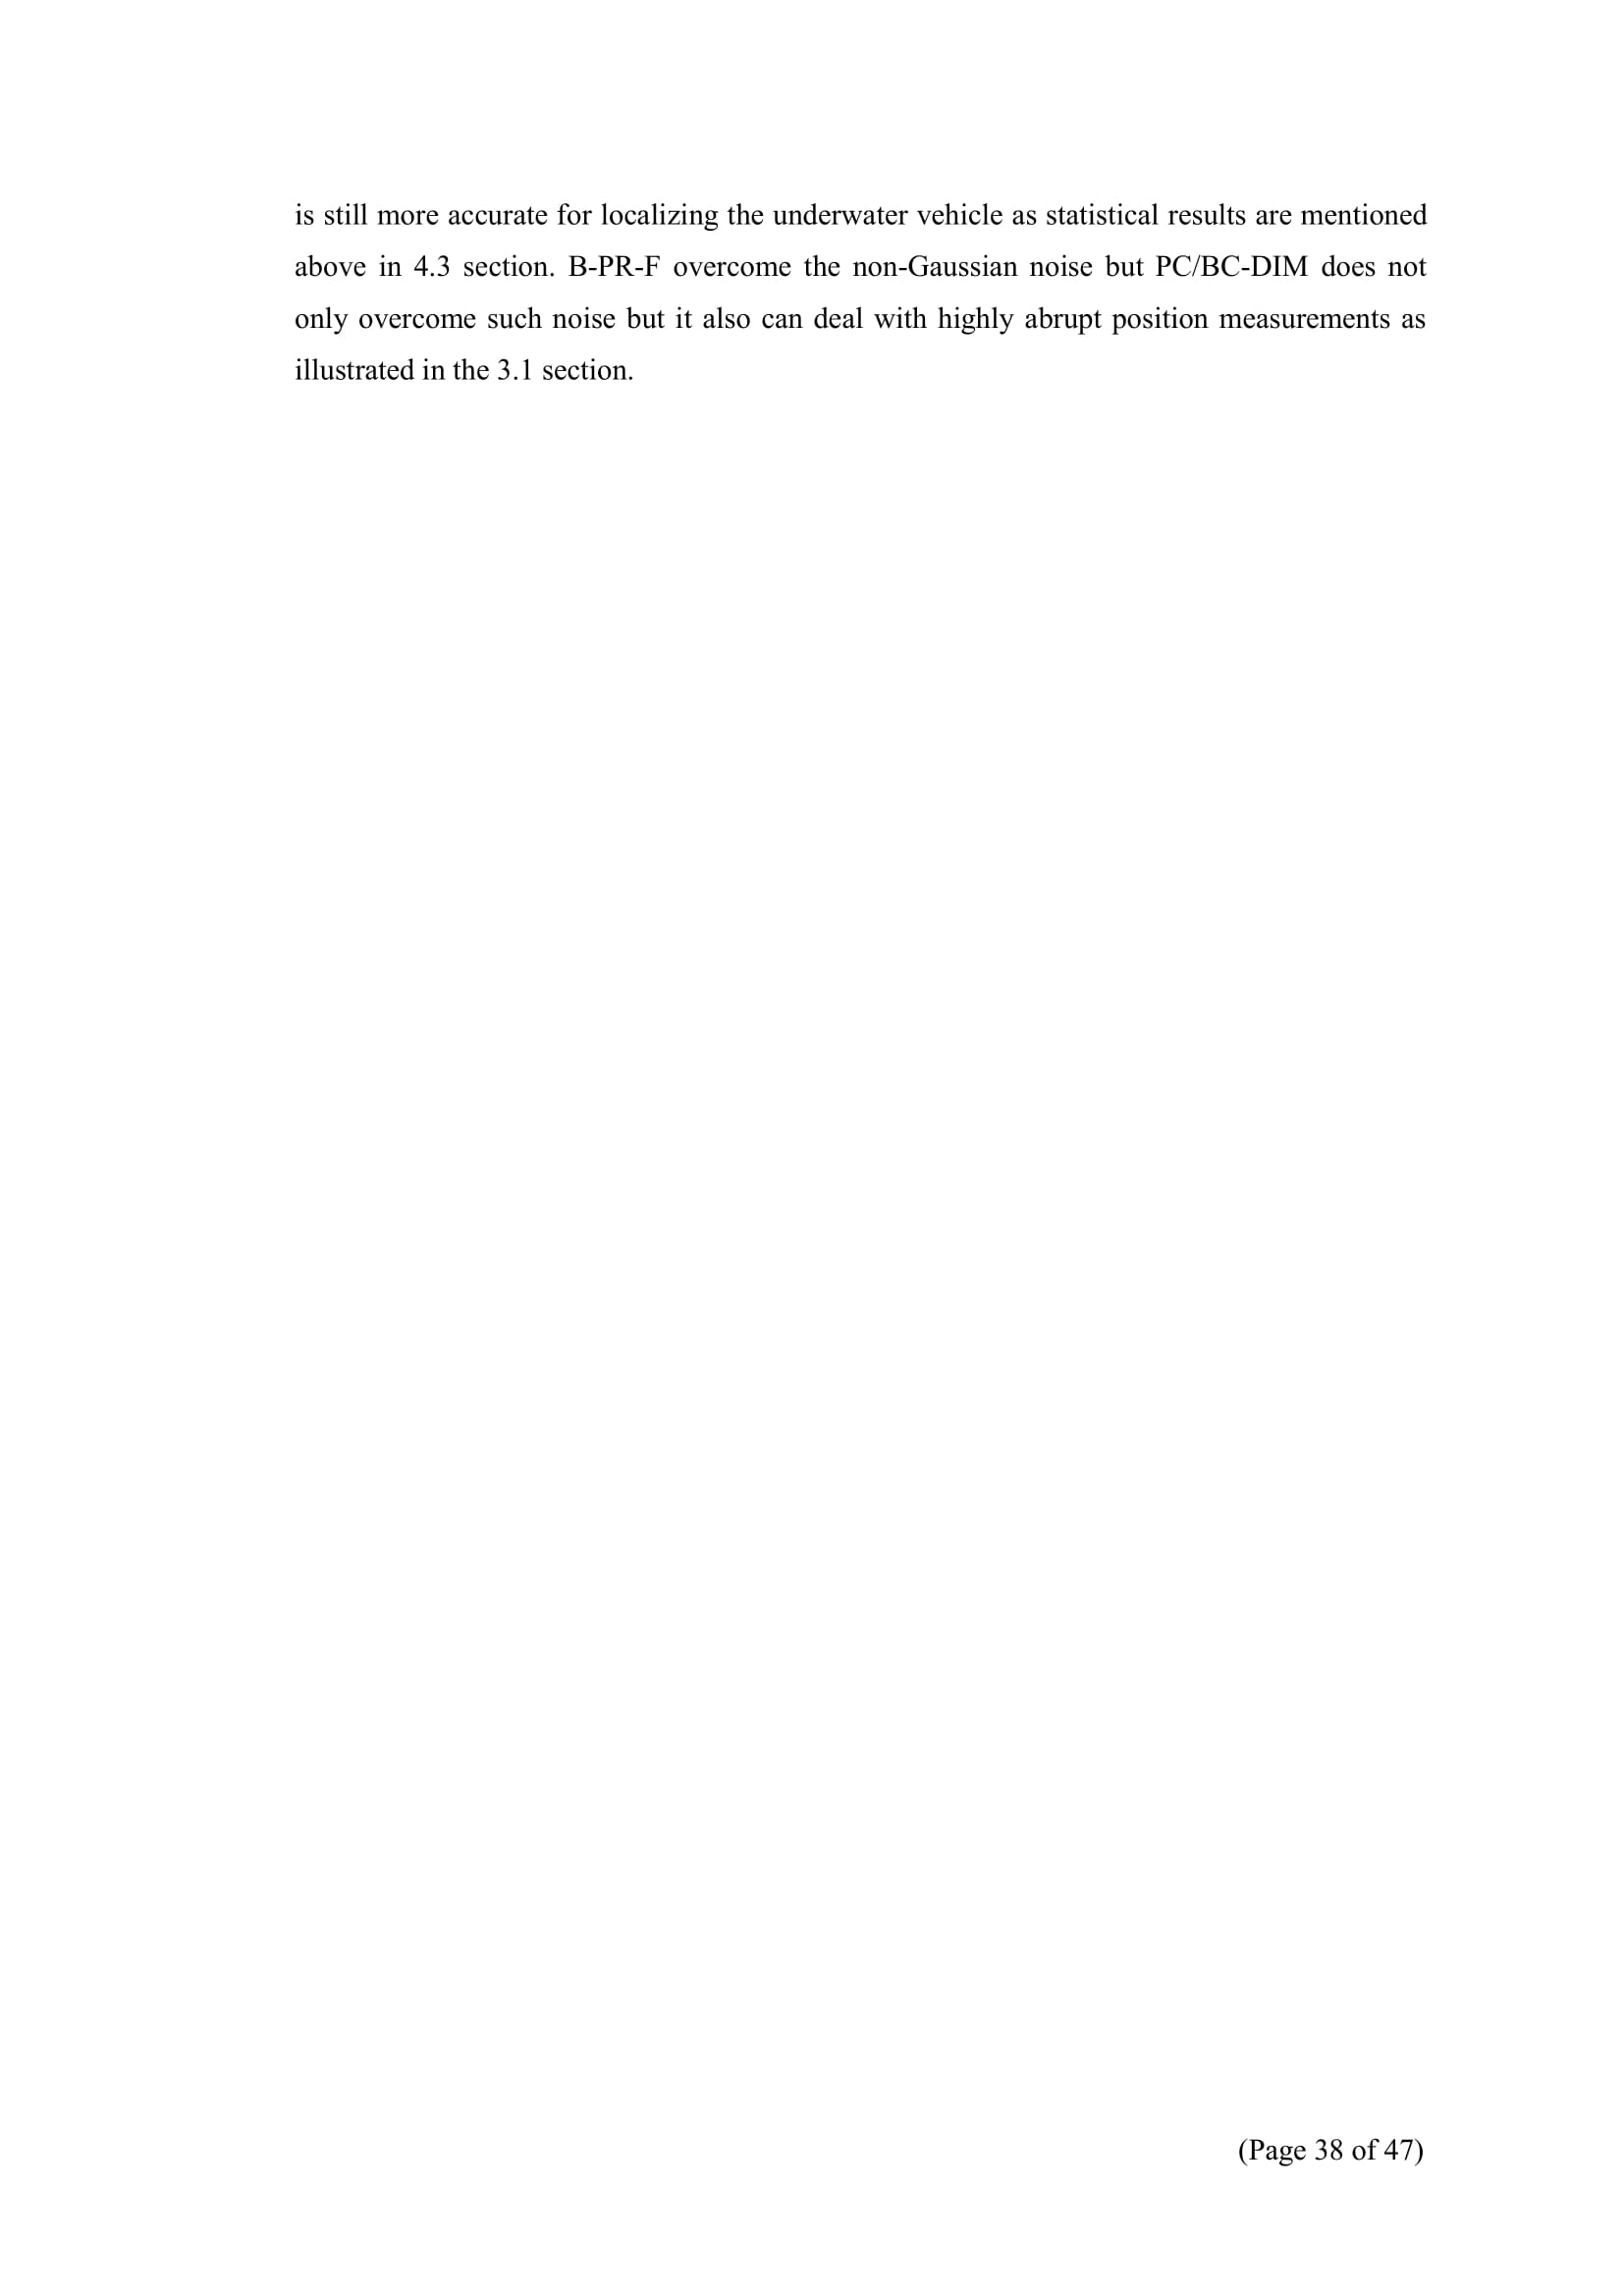 is still more accurate for localizing the underwater vehicle as statistical results are mentioned
above in 4.3 section. B-PR-F overcome the non-Gaussian noise but PC/BC-DIM does not
only overcome such noise but it also can deal with highly abrupt position measurements as
illustrated in the 3.1 section.
(Page 38 of 47)